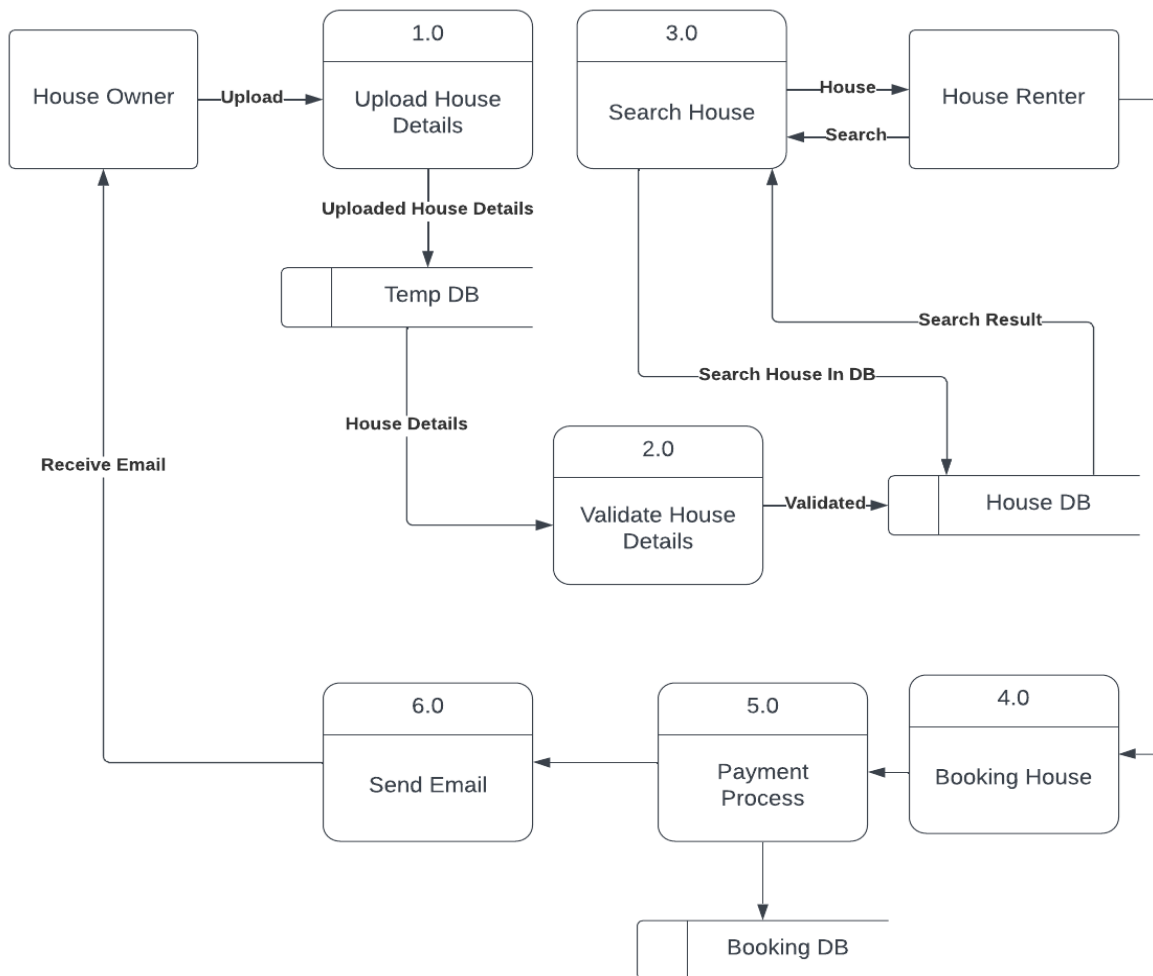 1.0
3.0
House Owner
Upload
Upload House
Details
Search House
House
Search
House Renter
Uploaded House Details
Temp DB
Search Result
Search House In DB
House Details
2.0
Receive Email
Validate House
Details
Validated
House DB
6.0
5.0
4.0
Send Email
Payment
Process
Booking House
Booking DB